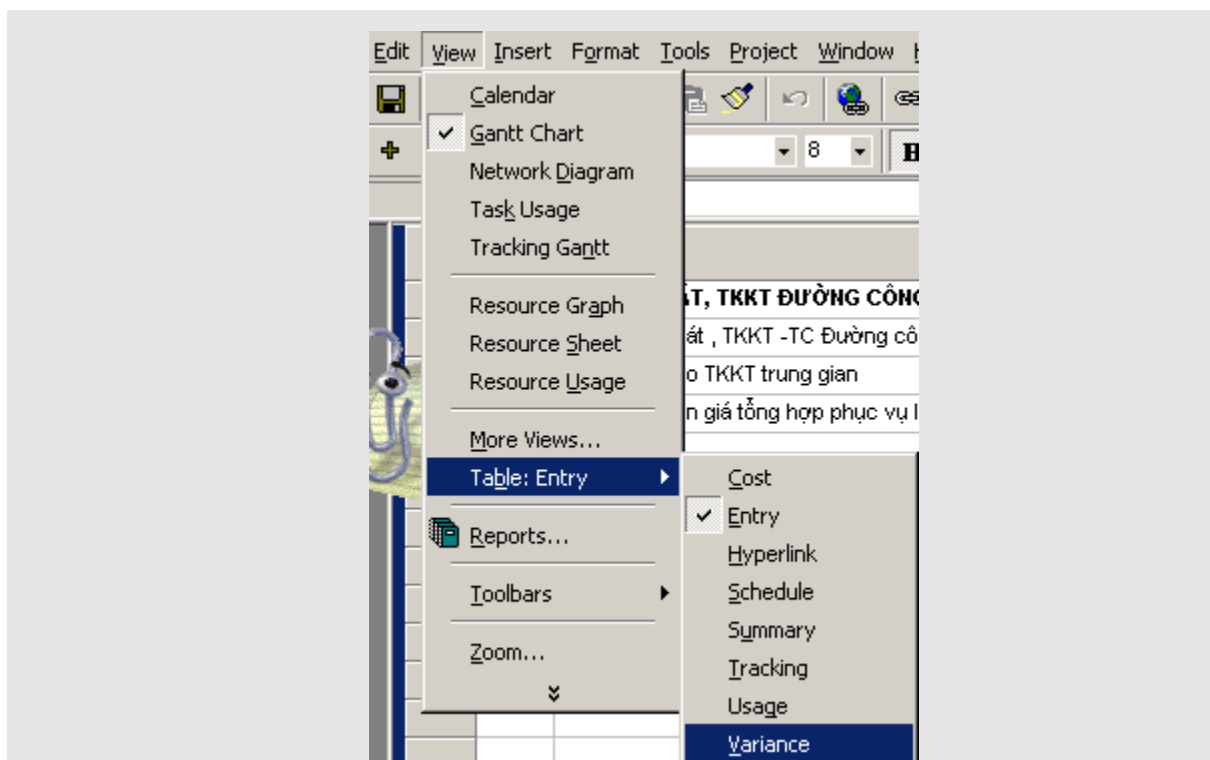 Edit View Insert Format Tools Project Window
8
Calendar
Gantt Chart
Network Diagram
Task Usage
Tracking Gantt
Resource Graph
Resource Sheet
Resource Usage
More Views...
Table: Entry
Reports...
Toolbars
Zoom...
ÁT, TKKT ĐƯỜNG CÔNG
át , TKKT -TC Đường cô
o TKKT trung gian
n giá tổng hợp phục vụ l
Cost
Entry
Hyperlink
Schedule
Summary
Tracking
Usage
Variance